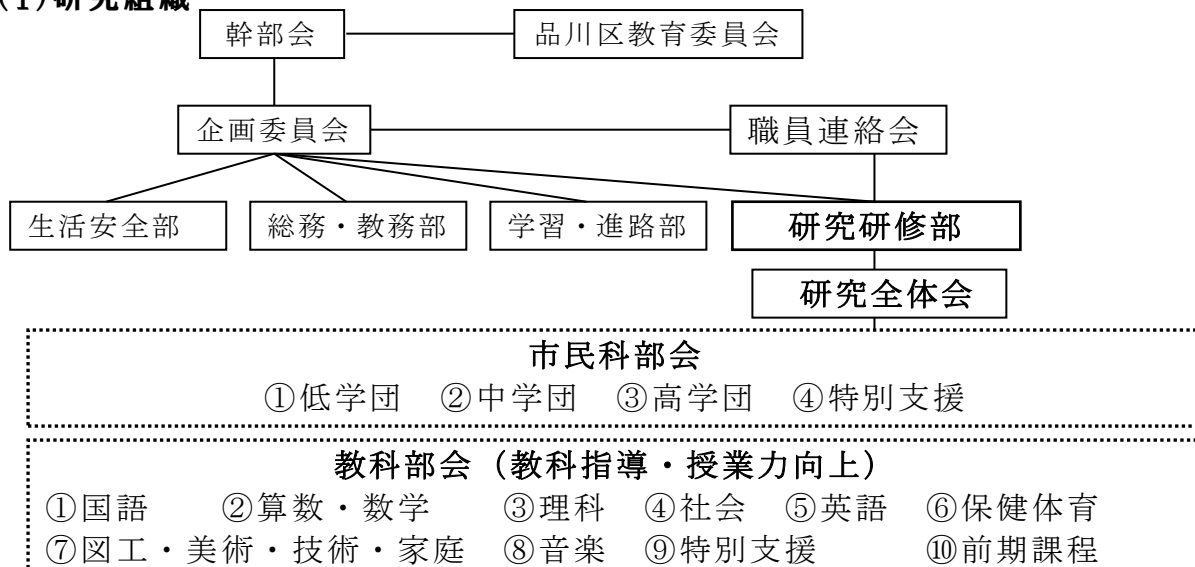 (1)研究組織
幹部会 品川区教育委員会
企画委員会 職員連絡会
生活安全部 総務・教務部 学習・進路部 研究研修部
研究全体会
市民科部会
①低学団 ②中学団 ③高学団 ④特別支援
教科部会（教科指導・授業力向上）
①国語 ②算数・数学 ③理科 ④社会 ⑤英語 ⑥保健体育
⑦図工・美術・技術・家庭 ⑧音楽 ⑨特別支援 ⑩前期課程